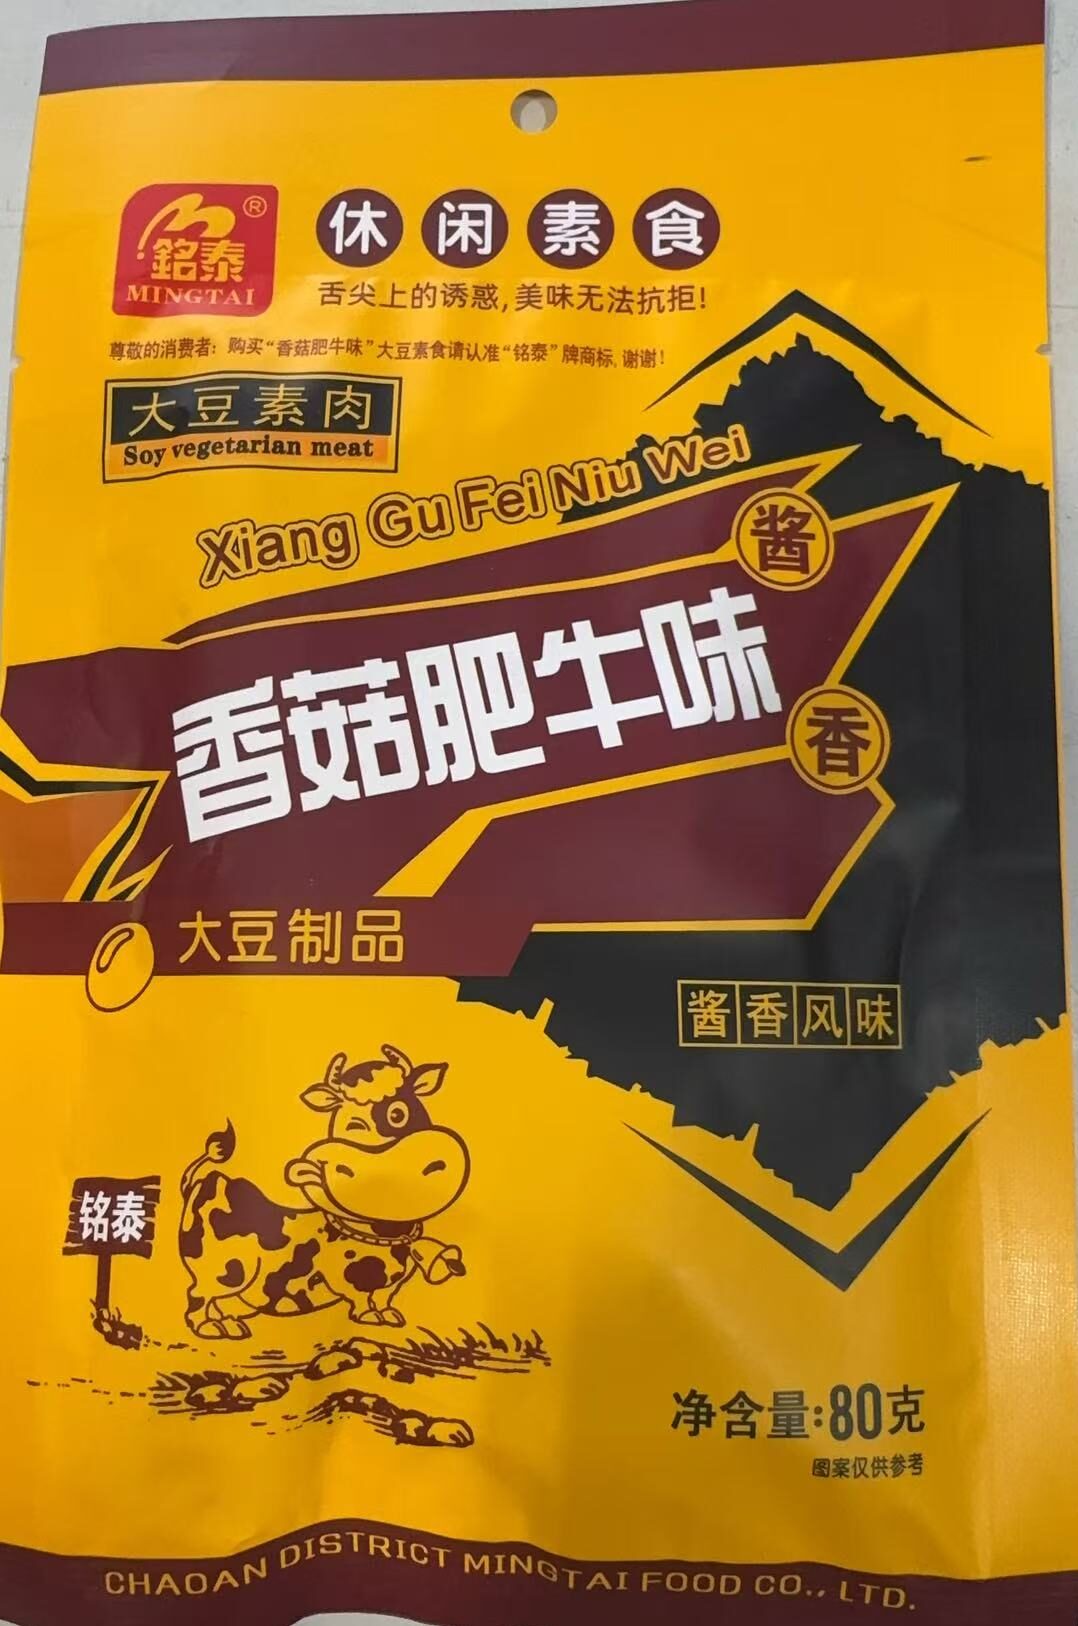 銘泰®
MINGTAI
休闲素食
舌尖上的诱惑,美味无法抗拒!
尊敬的消费者：购买“香菇肥牛味”大豆素食请认准“铭泰”牌商标，谢谢！
大豆素肉
Soy vegetarian meat
Xiang Gu Fei Niu Wei
酱香
香菇肥牛味
大豆制品
酱香风味
铭泰
净含量:80克
图案仅供参考
CHAOAN DISTRICT MINGTAI FOOD CO., LTD.